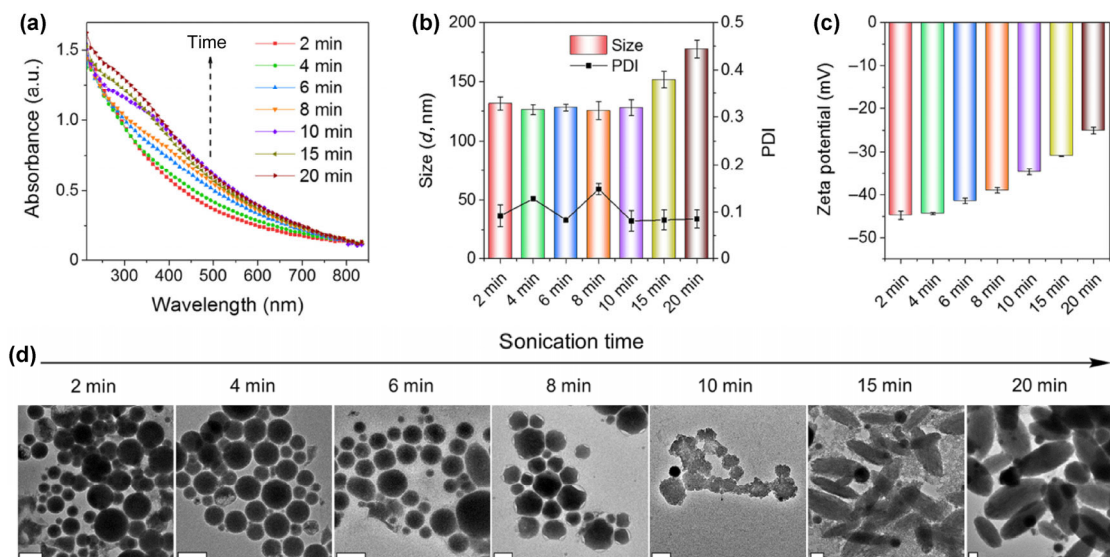 (a)
Absorbance (a.u.)
1.5
1.0
0.5
0
300 400 500 600 700 800
Wavelength (nm)
Time
2 min
4 min
6 min
8 min
10 min
15 min
20 min
(b)
Size (d, nm)
200
150
100
50
0
Size
PDI
0.5
0.4
0.3
0.2
0.1
0
PDI
2 min 4 min 6 min 8 min 10 min 15 min 20 min
(c)
Zeta potential (mV)
0
–10
–20
–30
–40
–50
2 min 4 min 6 min 8 min 10 min 15 min 20 min
(d)
Sonication time
2 min 4 min 6 min 8 min 10 min 15 min 20 min